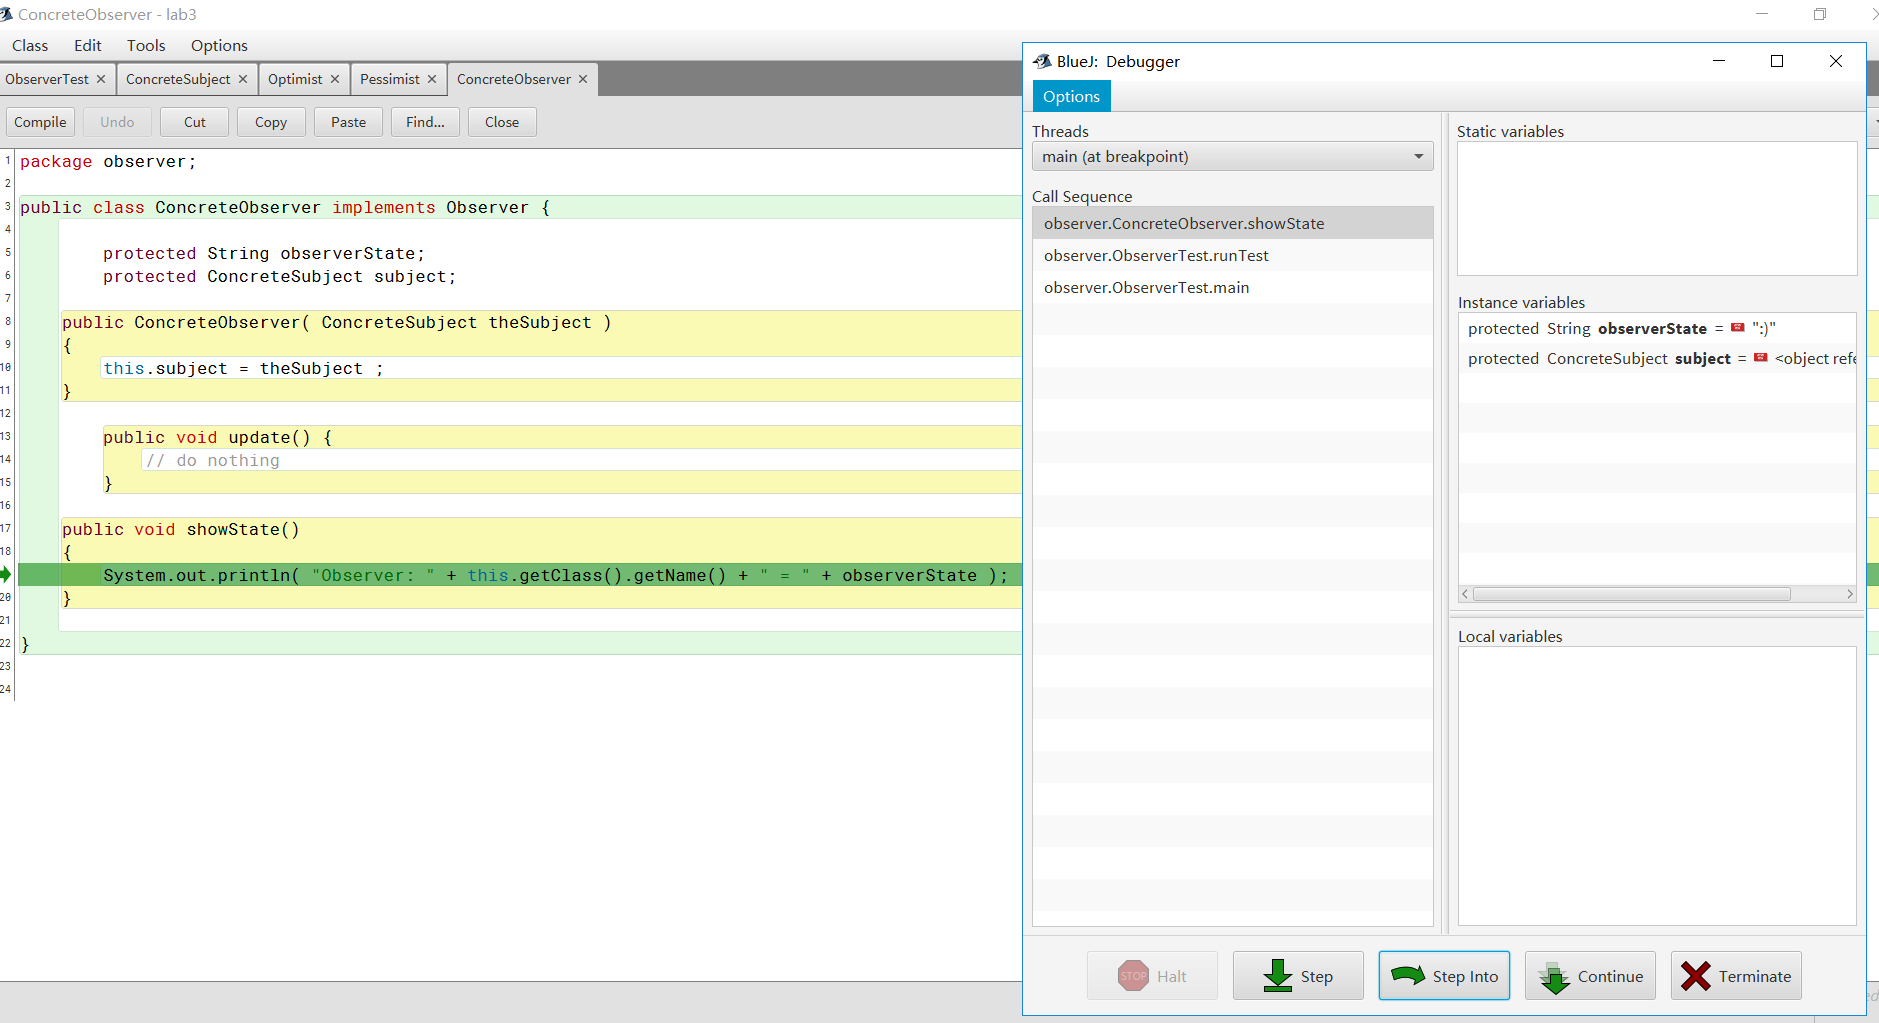 ConcreteObserver - lab3
Class Edit Tools Options
ObserverTest ConcreteSubject Optimist Pessimist ConcreteObserver
Compile Undo Cut Copy Paste Find... Close
1 package observer;
2
3 public class ConcreteObserver implements Observer {
4
5 protected String observerState;
6 protected ConcreteSubject subject;
7
8 public ConcreteObserver( ConcreteSubject theSubject )
9 {
10 this.subject = theSubject ;
11 }
12
13 public void update() {
14 // do nothing
15 }
16
17 public void showState()
18 {
System.out.println( "Observer: " + this.getClass().getName() + " = " + observerState );
20 }
21
22 }
23
24
BlueJ: Debugger
Options
Threads
main (at breakpoint)
Call Sequence
observer.ConcreteObserver.showState
observer.ObserverTest.runTest
observer.ObserverTest.main
Static variables
Instance variables
protected String observerState = ":)"
protected ConcreteSubject subject = <object refe
Local variables
STOP Halt Step Step Into Continue Terminate